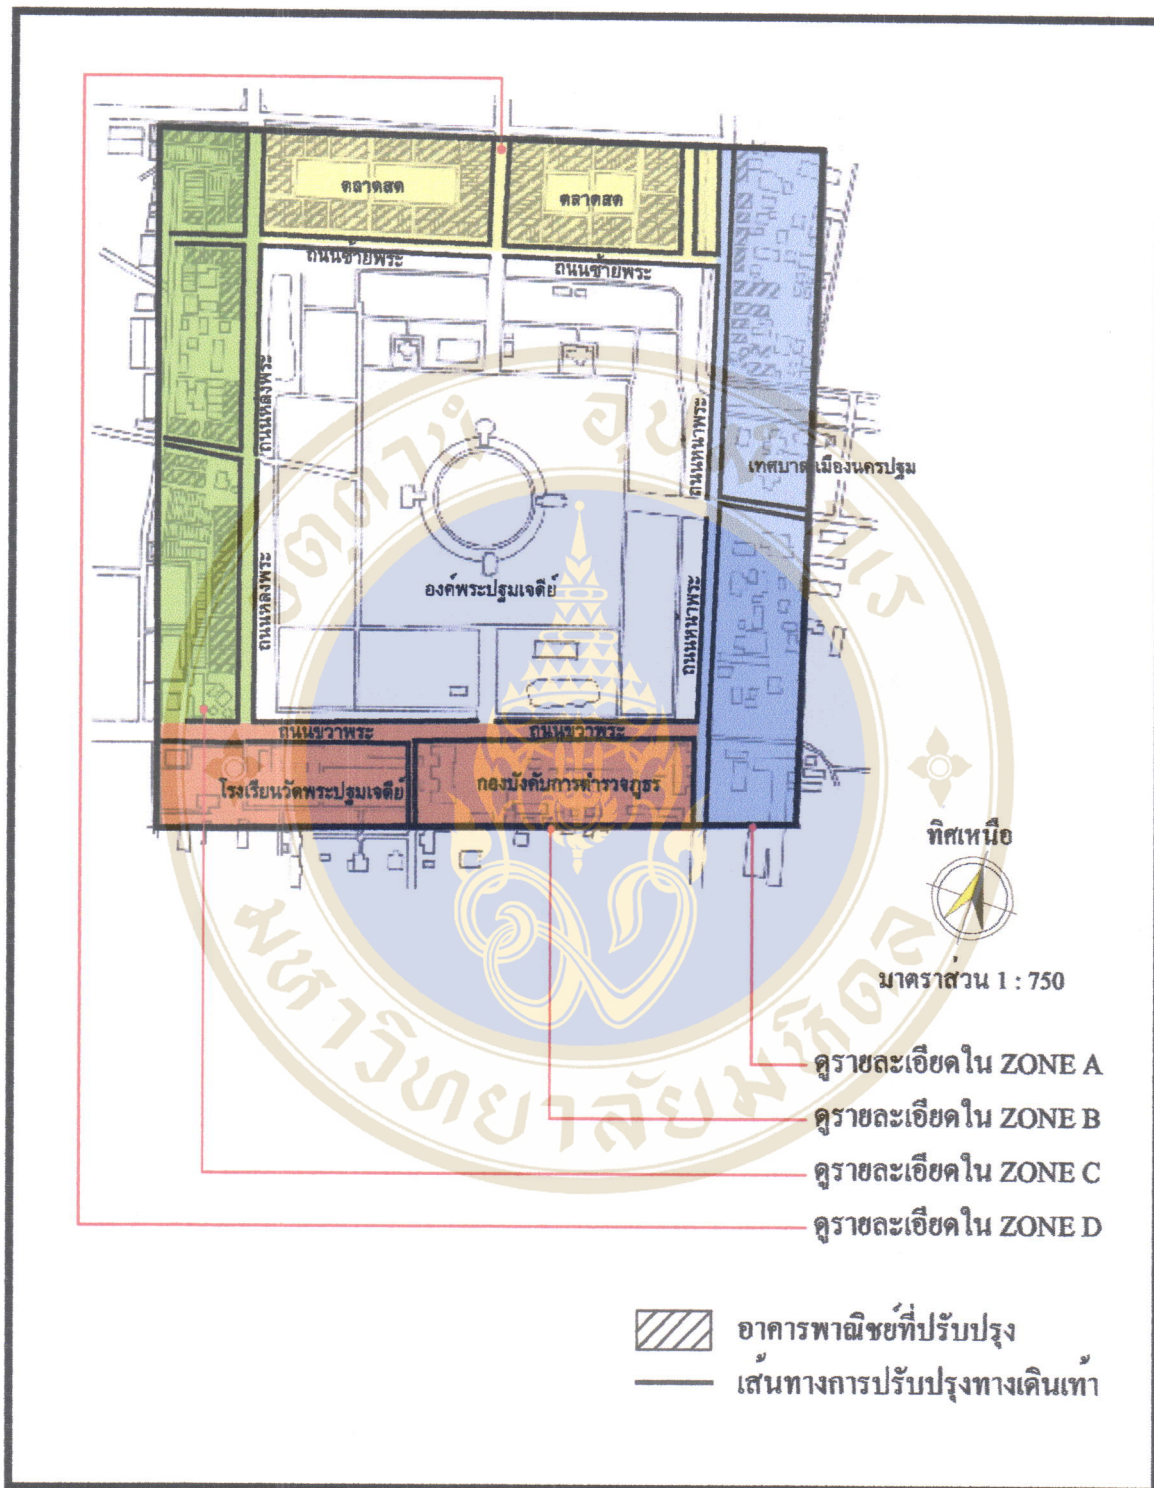 ตลาดสด
ตลาดสด
ถนนซ้ายพระ
ถนนซ้ายพระ
ถนนหลังพระ
ถนนหน้าพระ
เทศบาลเมืองนครปฐม
องค์พระปฐมเจดีย์
ถนนหลังพระ
ถนนหน้าพระ
ถนนขวาพระ
ถนนขวาพระ
โรงเรียนวัดพระปฐมเจดีย์
กองบังคับการตำรวจภูธร
ทิศเหนือ
มาตราส่วน 1 : 750
ดูรายละเอียดใน ZONE A
ดูรายละเอียดใน ZONE B
ดูรายละเอียดใน ZONE C
ดูรายละเอียดใน ZONE D
อาคารพาณิชย์ที่ปรับปรุง
เส้นทางการปรับปรุงทางเดินเท้า
มหาวิทยาลัยมหิดล